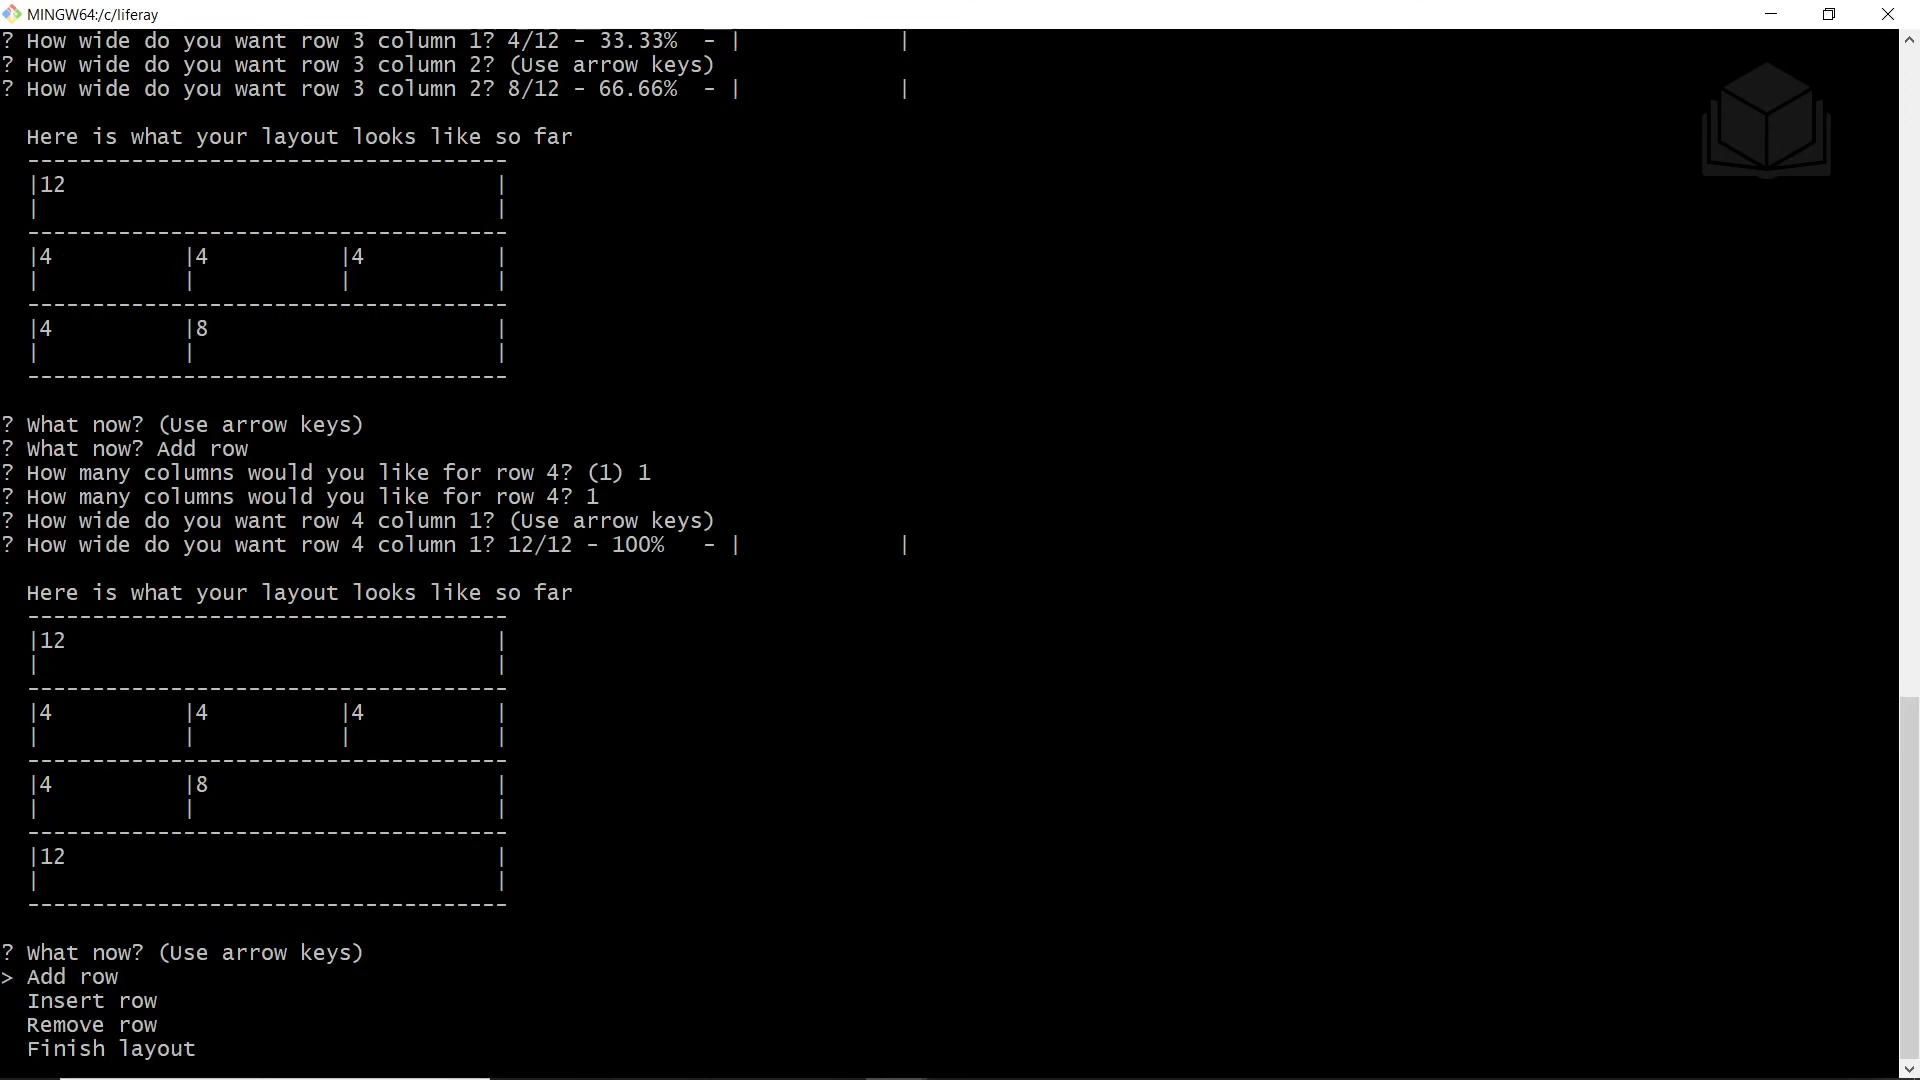 MINGW64:/c/liferay
? How wide do you want row 3 column 1? 4/12 - 33.33%  - |             |
? How wide do you want row 3 column 2? (Use arrow keys)
? How wide do you want row 3 column 2? 8/12 - 66.66%  - |             |
  Here is what your layout looks like so far
  -------------------------------------
  |12                                 |
  |                                   |
  -------------------------------------
  |4          |4          |4          |
  |           |           |           |
  -------------------------------------
  |4          |8                      |
  |           |                       |
  -------------------------------------
? What now? (Use arrow keys)
? What now? Add row
? How many columns would you like for row 4? (1) 1
? How many columns would you like for row 4? 1
? How wide do you want row 4 column 1? (Use arrow keys)
? How wide do you want row 4 column 1? 12/12 - 100%   - |             |
  Here is what your layout looks like so far
  -------------------------------------
  |12                                 |
  |                                   |
  -------------------------------------
  |4          |4          |4          |
  |           |           |           |
  -------------------------------------
  |4          |8                      |
  |           |                       |
  -------------------------------------
  |12                                 |
  |                                   |
  -------------------------------------
? What now? (Use arrow keys)
> Add row
  Insert row
  Remove row
  Finish layout